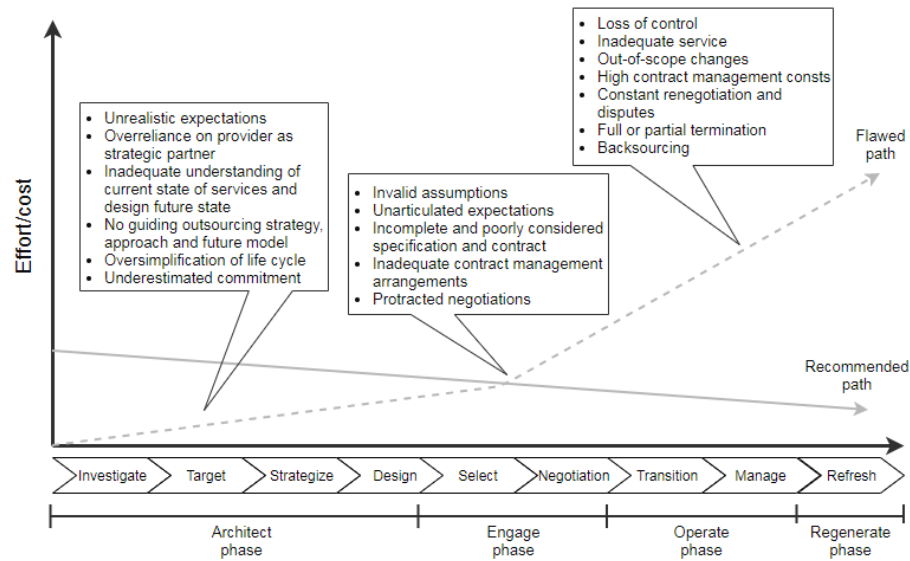 Effort/cost
• Unrealistic expectations
• Overreliance on provider as
strategic partner
• Inadequate understanding of
current state of services and
design future state
• No guiding outsourcing strategy,
approach and future model
• Oversimplification of life cycle
• Underestimated commitment
• Invalid assumptions
• Unarticulated expectations
• Incomplete and poorly considered
specification and contract
• Inadequate contract management
arrangements
• Protracted negotiations
• Loss of control
• Inadequate service
• Out-of-scope changes
• High contract management consts
• Constant renegotiation and
disputes
• Full or partial termination
• Backsourcing
Flawed
path
Recommended
path
Investigate
Target
Strategize
Design
Select
Negotiation
Transition
Manage
Refresh
Architect
phase
Engage
phase
Operate
phase
Regenerate
phase